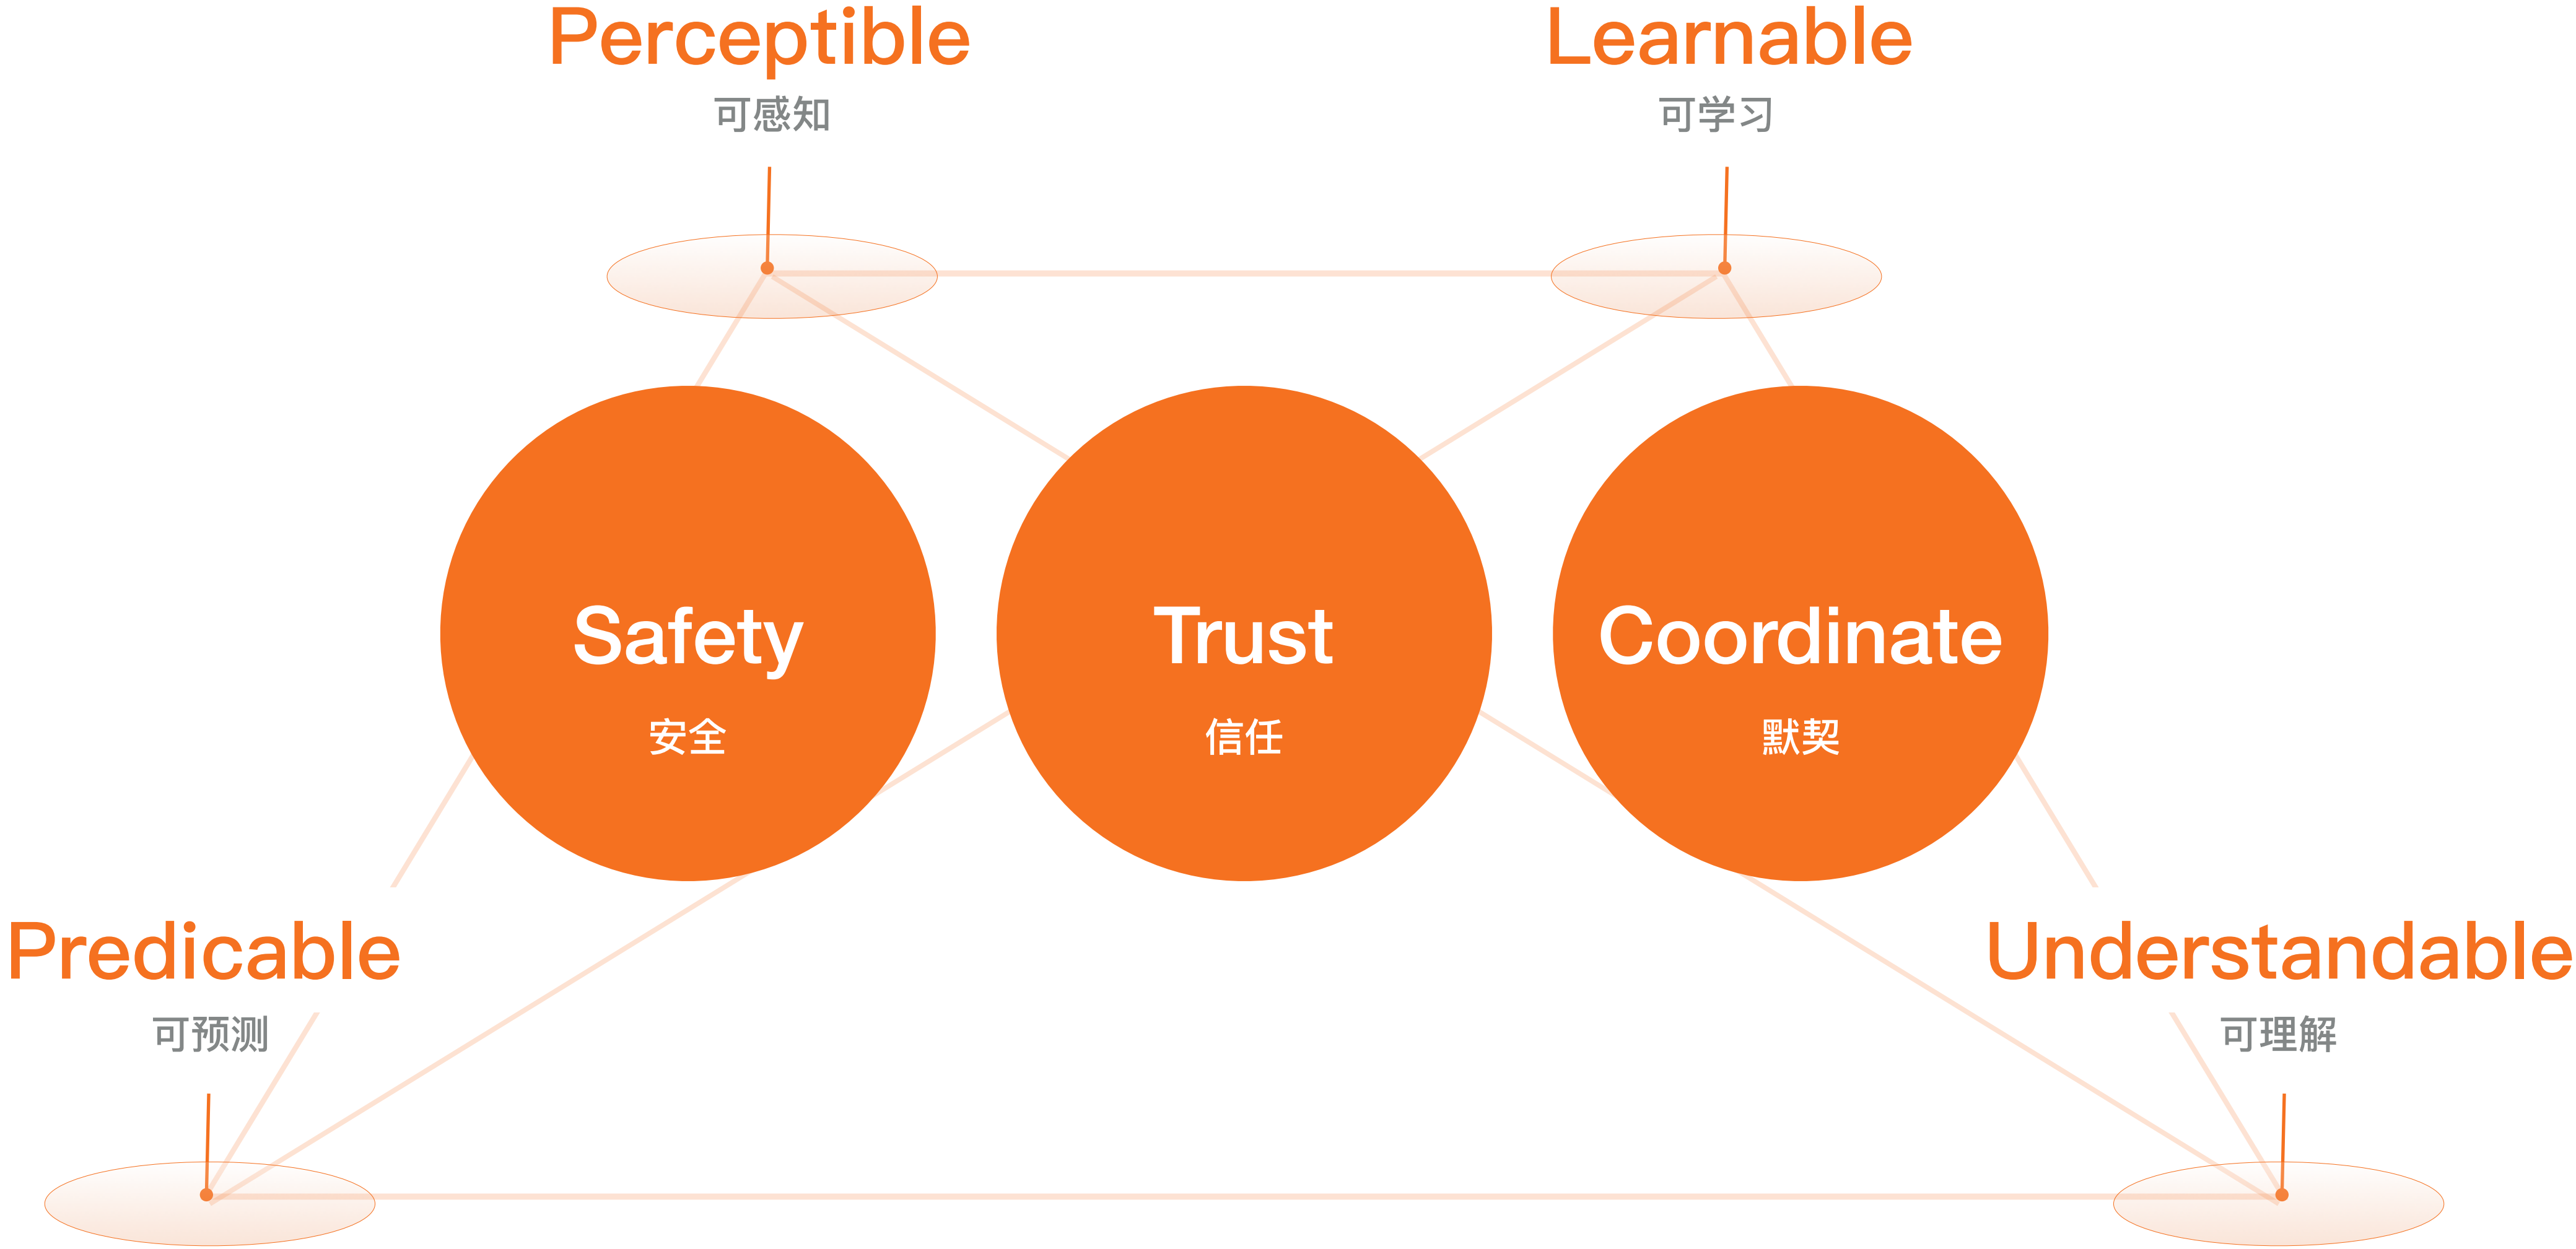 Perceptible
可感知
Learnable
可学习
Safety
安全
Trust
信任
Coordinate
默契
Predicable
可预测
Understandable
可理解